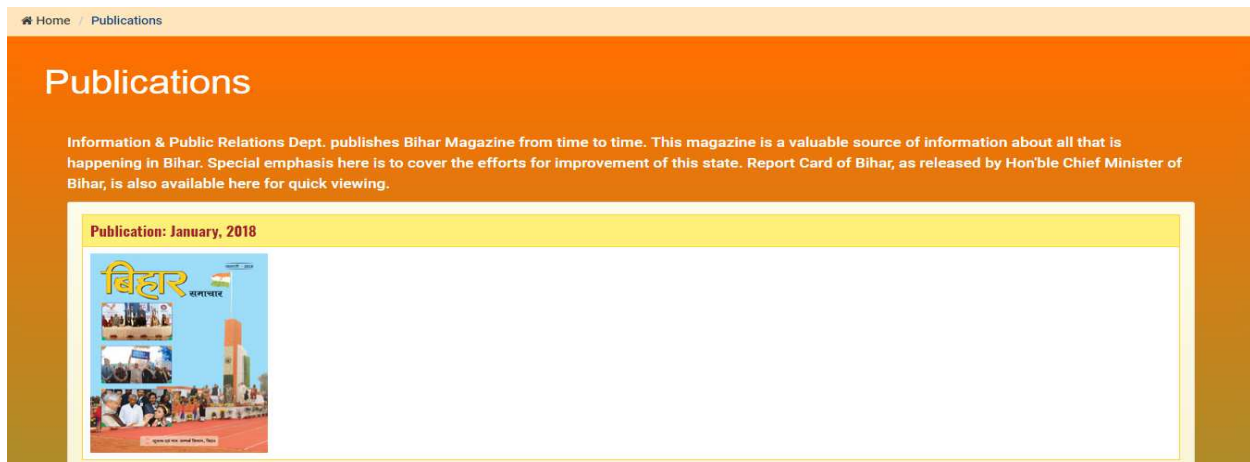 Home / Publications
Publications
Information & Public Relations Dept. publishes Bihar Magazine from time to time. This magazine is a valuable source of information about all that is
happening in Bihar. Special emphasis here is to cover the efforts for improvement of this state. Report Card of Bihar, as released by Hon'ble Chief Minister of
Bihar, is also available here for quick viewing.
Publication: January, 2018
बिहार
समाचार